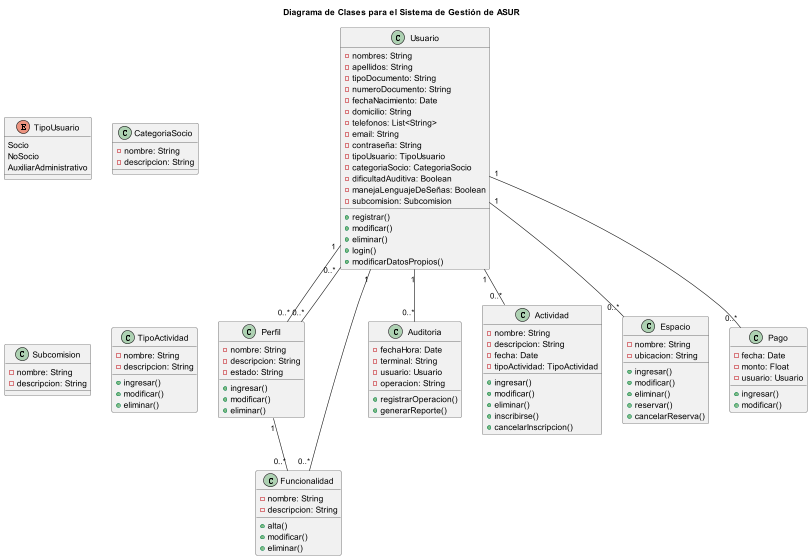 Diagrama de Clases para el Sistema de Gestión de ASUR
C Usuario
nombres: String
apellidos: String
tipoDocumento: String
numeroDocumento: String
fechaNacimiento: Date
domicilio: String
telefonos: List<String>
email: String
contraseña: String
tipoUsuario: TipoUsuario
categoriaSocio: CategoriaSocio
dificultadAuditiva: Boolean
manejaLenguajeDeSeñas: Boolean
subcomision: Subcomision
registrar()
modificar()
eliminar()
login()
modificarDatosPropios()
E TipoUsuario
Socio
NoSocio
AuxiliarAdministrativo
C CategoriaSocio
nombre: String
descripcion: String
1
1
1
0..*
1
1
1
0..*
0..*
0..*
0..*
0..*
0..*
C Subcomision
nombre: String
descripcion: String
C TipoActividad
nombre: String
descripcion: String
ingresar()
modificar()
eliminar()
C Perfil
nombre: String
descripcion: String
estado: String
ingresar()
modificar()
eliminar()
C Auditoria
fechaHora: Date
terminal: String
usuario: Usuario
operacion: String
registrarOperacion()
generarReporte()
C Actividad
nombre: String
descripcion: String
fecha: Date
tipoActividad: TipoActividad
ingresar()
modificar()
eliminar()
inscribirse()
cancelarInscripcion()
C Espacio
nombre: String
ubicacion: String
ingresar()
modificar()
eliminar()
reservar()
cancelarReserva()
C Pago
fecha: Date
monto: Float
usuario: Usuario
ingresar()
modificar()
1
0..*
0..*
C Funcionalidad
nombre: String
descripcion: String
alta()
modificar()
eliminar()